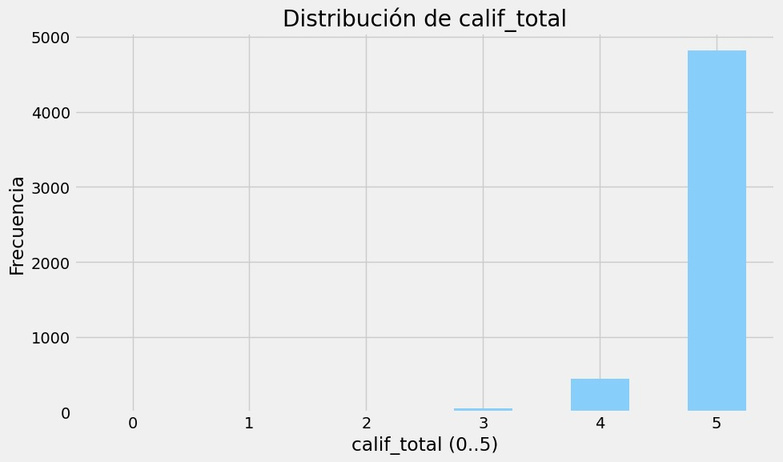 Distribución de calif_total
Frecuencia
5000
4000
3000
2000
1000
0
0 1 2 3 4 5
calif_total (0..5)